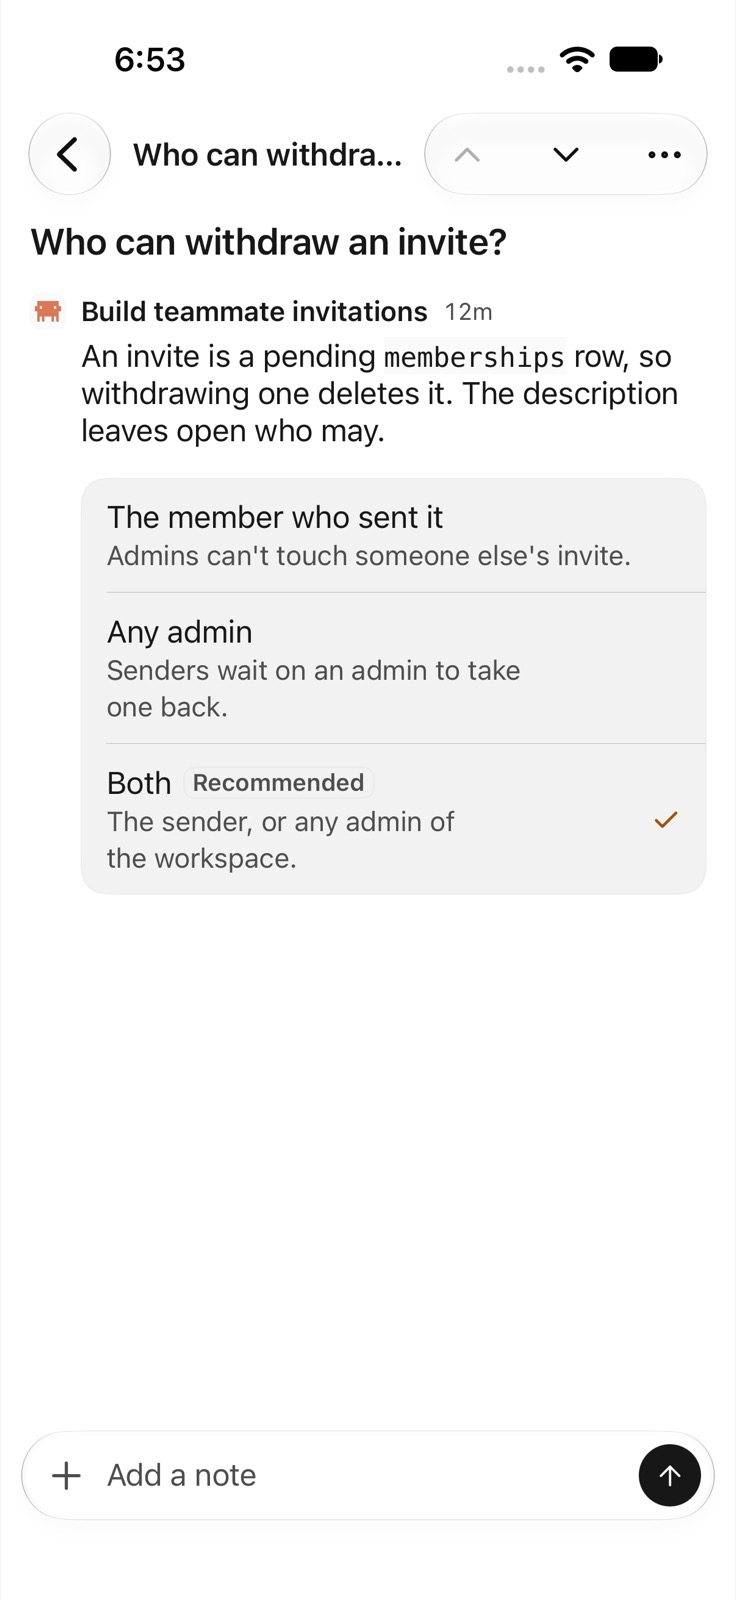 6:53
Who can withdra...
Who can withdraw an invite?
Build teammate invitations 12m
An invite is a pending memberships row, so
withdrawing one deletes it. The description
leaves open who may.
The member who sent it
Admins can't touch someone else's invite.
Any admin
Senders wait on an admin to take
one back.
Both Recommended
The sender, or any admin of
the workspace.
Add a note